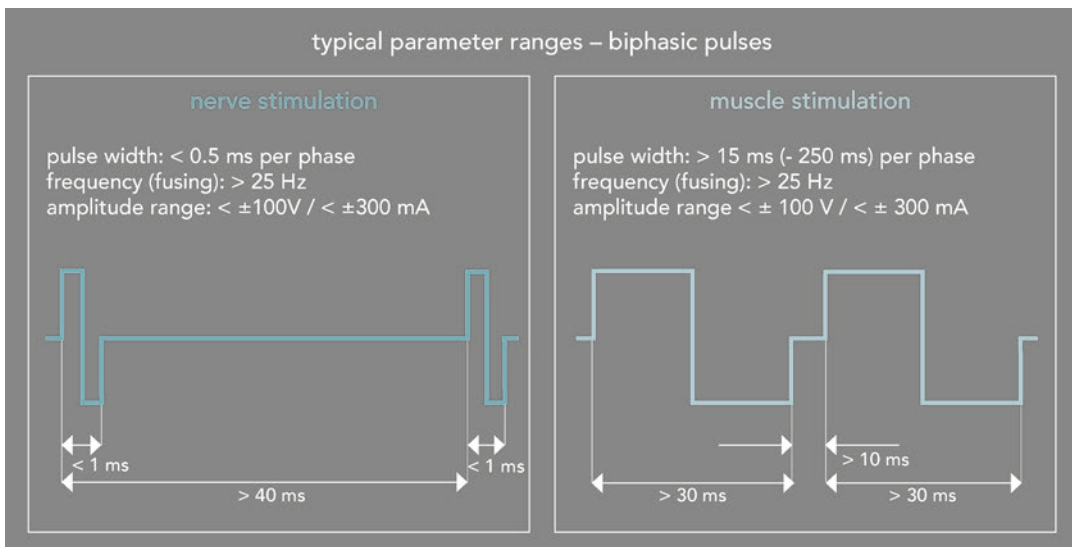 typical parameter ranges – biphasic pulses
nerve stimulation
pulse width: < 0.5 ms per phase
frequency (fusing): > 25 Hz
amplitude range: < ±100V / < ±300 mA
< 1 ms
< 1 ms
> 40 ms
muscle stimulation
pulse width: > 15 ms (- 250 ms) per phase
frequency (fusing): > 25 Hz
amplitude range < ± 100 V / < ± 300 mA
> 10 ms
> 30 ms
> 30 ms